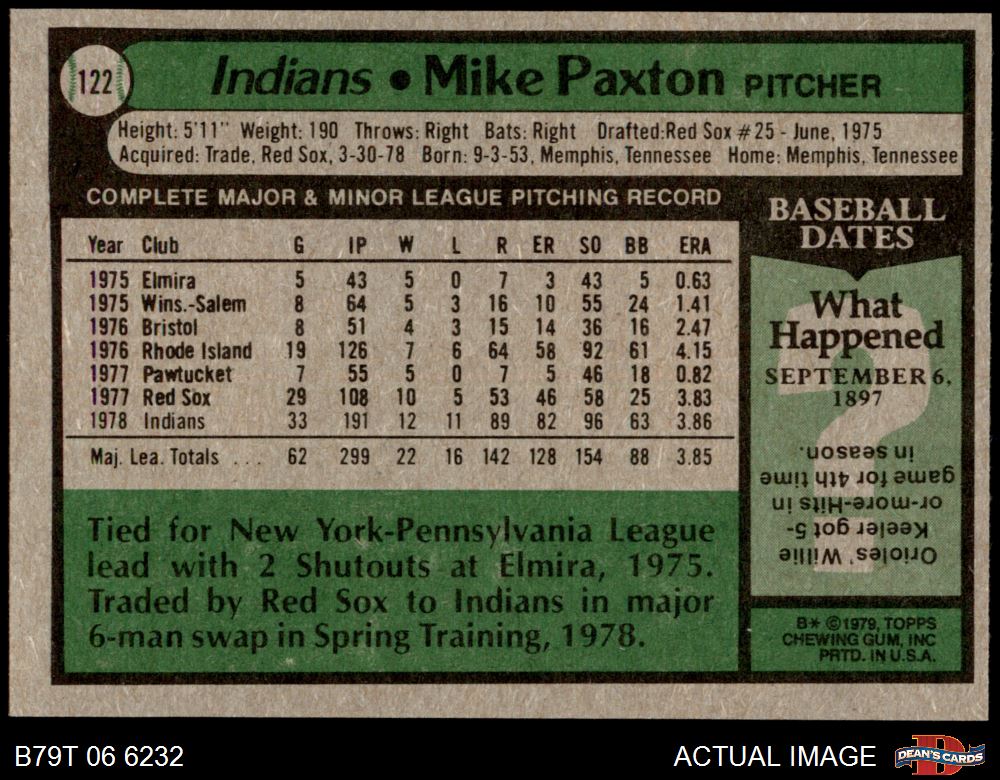 122
Indians • Mike Paxton PITCHER
Height: 5'11" Weight: 190 Throws: Right Bats: Right Drafted:Red Sox #25 - June, 1975
Acquired: Trade, Red Sox, 3-30-78 Born: 9-3-53, Memphis, Tennessee Home: Memphis, Tennessee
COMPLETE MAJOR & MINOR LEAGUE PITCHING RECORD
Year Club G IP W L R ER SO BB ERA
1975 Elmira 5 43 5 0 7 3 43 5 0.63
1975 Wins.-Salem 8 64 5 3 16 10 55 24 1.41
1976 Bristol 8 51 4 3 15 14 36 16 2.47
1976 Rhode Island 19 126 7 6 64 58 92 61 4.15
1977 Pawtucket 7 55 5 0 7 5 46 18 0.82
1977 Red Sox 29 108 10 5 53 46 58 25 3.83
1978 Indians 33 191 12 11 89 82 96 63 3.86
Maj. Lea. Totals ... 62 299 22 16 142 128 154 88 3.85
Tied for New York-Pennsylvania League
lead with 2 Shutouts at Elmira, 1975.
Traded by Red Sox to Indians in major
6-man swap in Spring Training, 1978.
BASEBALL
DATES
What
Happened
SEPTEMBER 6,
1897
Orioles' Willie
Keeler got 5-
or-more-Hits in
game for 4th time
in season.
B* ©1979, TOPPS
CHEWING GUM, INC
PRTD. IN U.S.A.
B79T 06 6232
ACTUAL IMAGE
DEAN'S CARDS